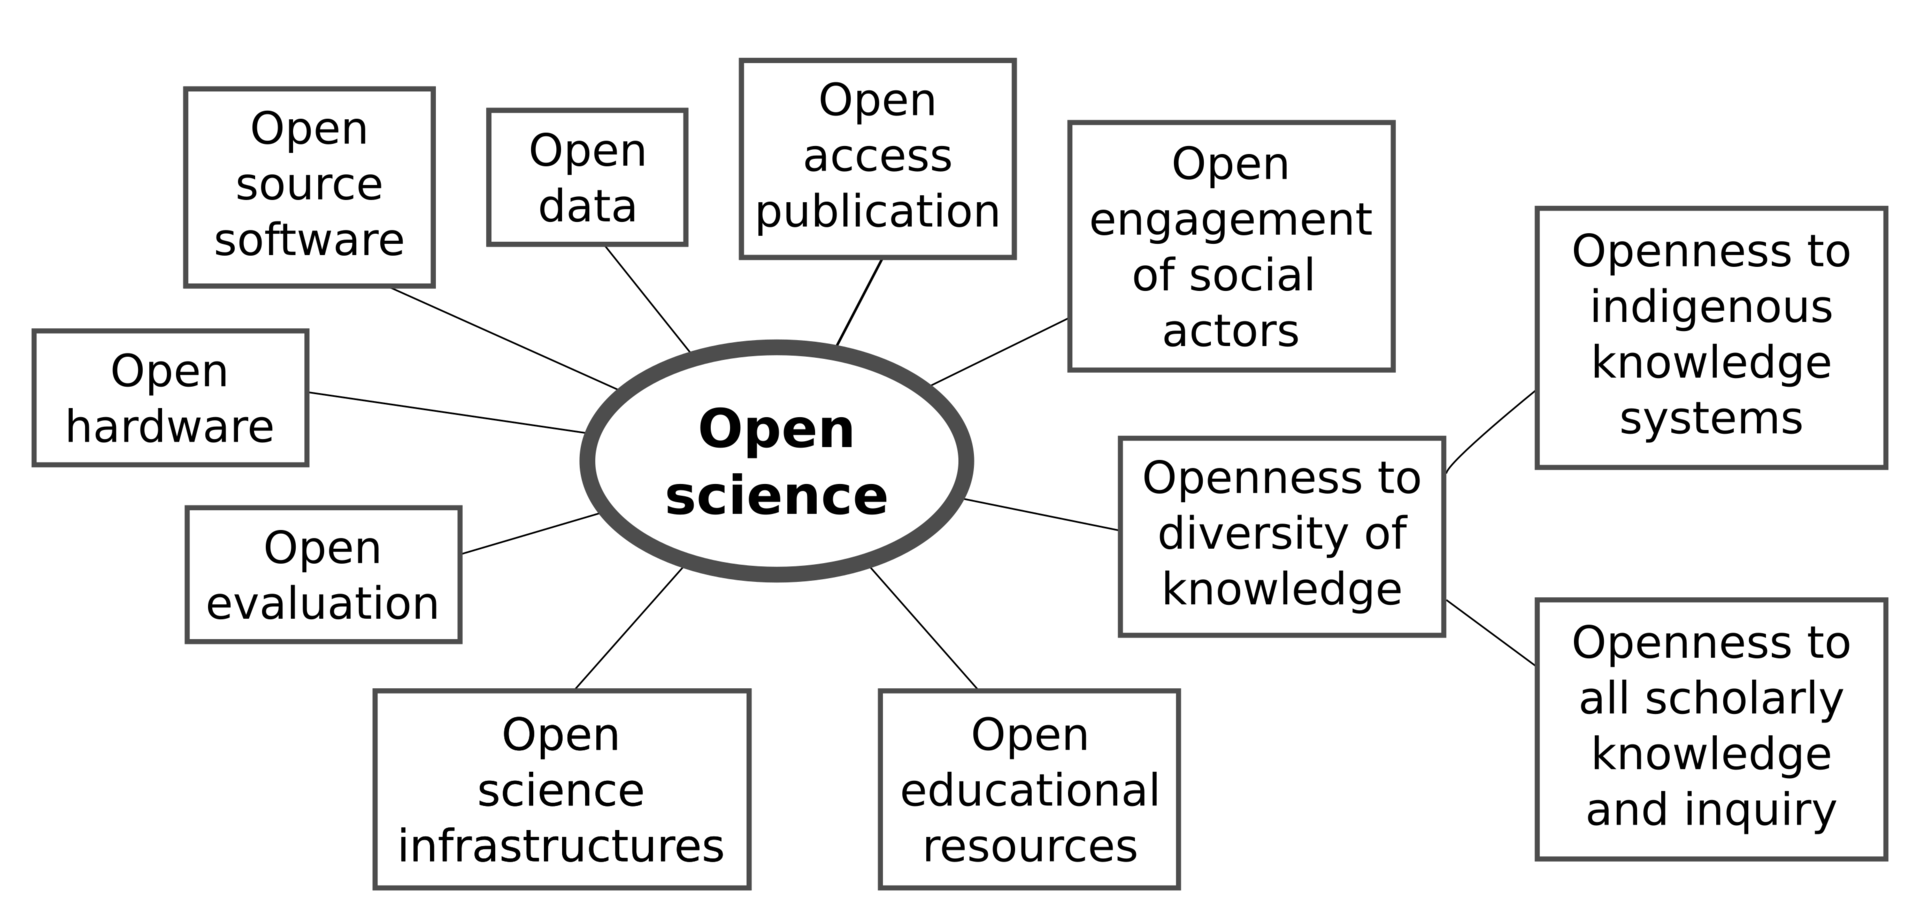 Open
source
software
Open
data
Open
access
publication
Open
engagement
of social
actors
Openness to
indigenous
knowledge
systems
Open
hardware
Open
science
Openness to
diversity of
knowledge
Open
evaluation
Openness to
all scholarly
knowledge
and inquiry
Open
science
infrastructures
Open
educational
resources